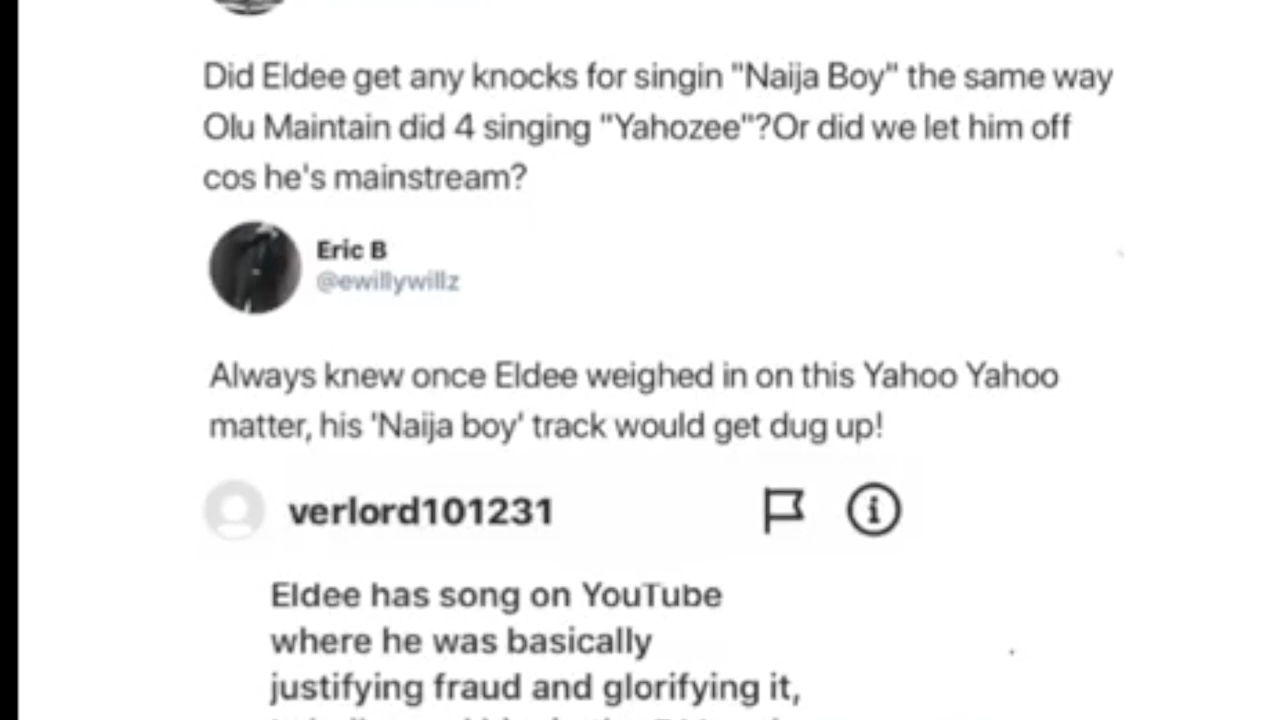 Did Eldee get any knocks for singin "Naija Boy" the same way
Olu Maintain did 4 singing "Yahozee"?Or did we let him off
cos he's mainstream?
Eric B
@ewillywillz
Always knew once Eldee weighed in on this Yahoo Yahoo
matter, his 'Naija boy' track would get dug up!
verlord101231
Eldee has song on YouTube
where he was basically
justifying fraud and glorifying it,